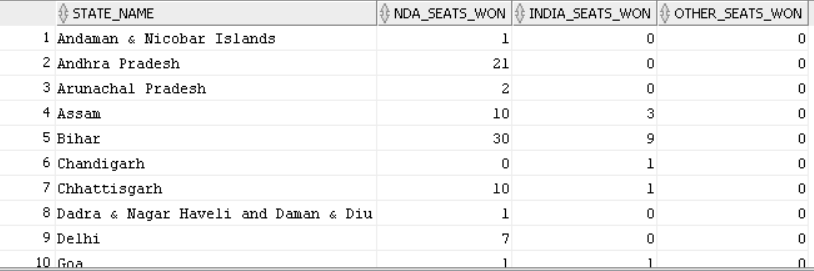 STATE_NAME NDA_SEATS_WON INDIA_SEATS_WON OTHER_SEATS_WON
1 Andaman & Nicobar Islands 1 0 0
2 Andhra Pradesh 21 0 0
3 Arunachal Pradesh 2 0 0
4 Assam 10 3 0
5 Bihar 30 9 0
6 Chandigarh 0 1 0
7 Chhattisgarh 10 1 0
8 Dadra & Nagar Haveli and Daman & Diu 1 0 0
9 Delhi 7 0 0
10 Goa 1 1 0